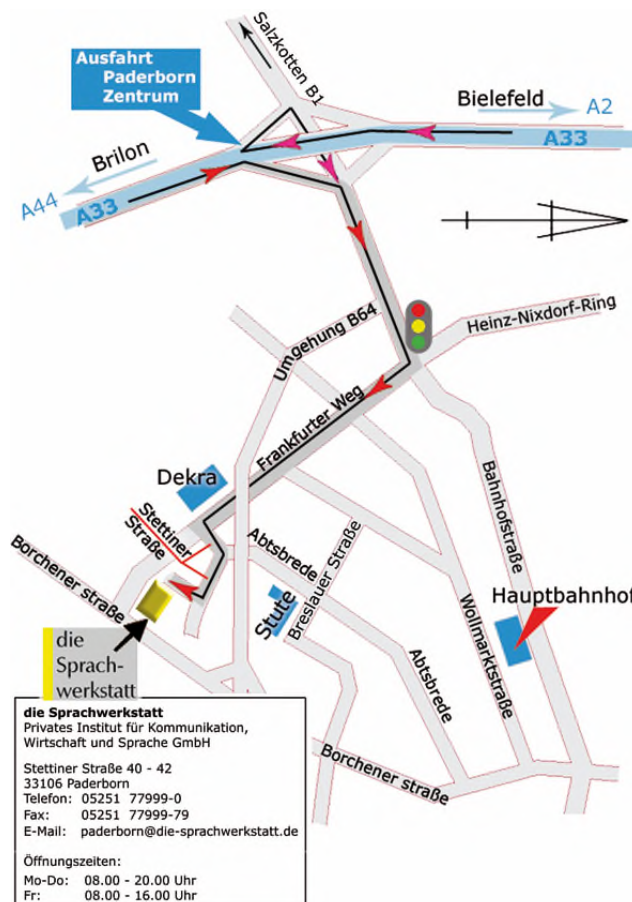 Salzkotten B1
Ausfahrt
Paderborn
Zentrum
Bielefeld
A2
A33
Brilon
A44
A33
Heinz-Nixdorf-Ring
Umgehung B64
Frankfurter Weg
Dekra
Stettiner
Straße
Bahnhofstraße
Abtsbrede
Breslauer Straße
Borchener straße
Stute
Hauptbahnhof
Wollmarktstraße
Abtsbrede
die
Sprach-
werkstatt
Borchener straße
die Sprachwerkstatt
Privates Institut für Kommunikation,
Wirtschaft und Sprache GmbH
Stettiner Straße 40 - 42
33106 Paderborn
Telefon: 05251 77999-0
Fax: 05251 77999-79
E-Mail: paderborn@die-sprachwerkstatt.de
Öffnungszeiten:
Mo-Do: 08.00 - 20.00 Uhr
Fr: 08.00 - 16.00 Uhr